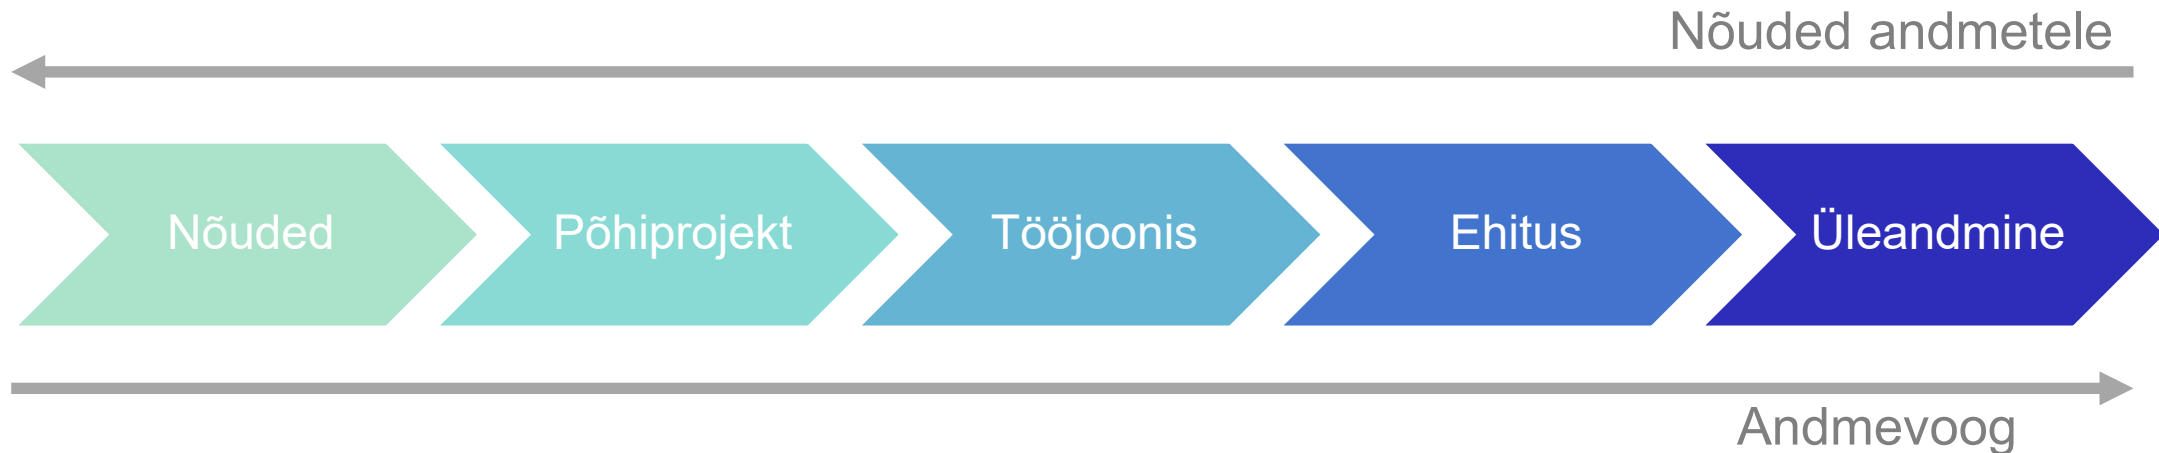 Nõuded andmetele
Nõuded
Põhiprojekt
Tööjoonis
Ehitus
Üleandmine
Andmevoog